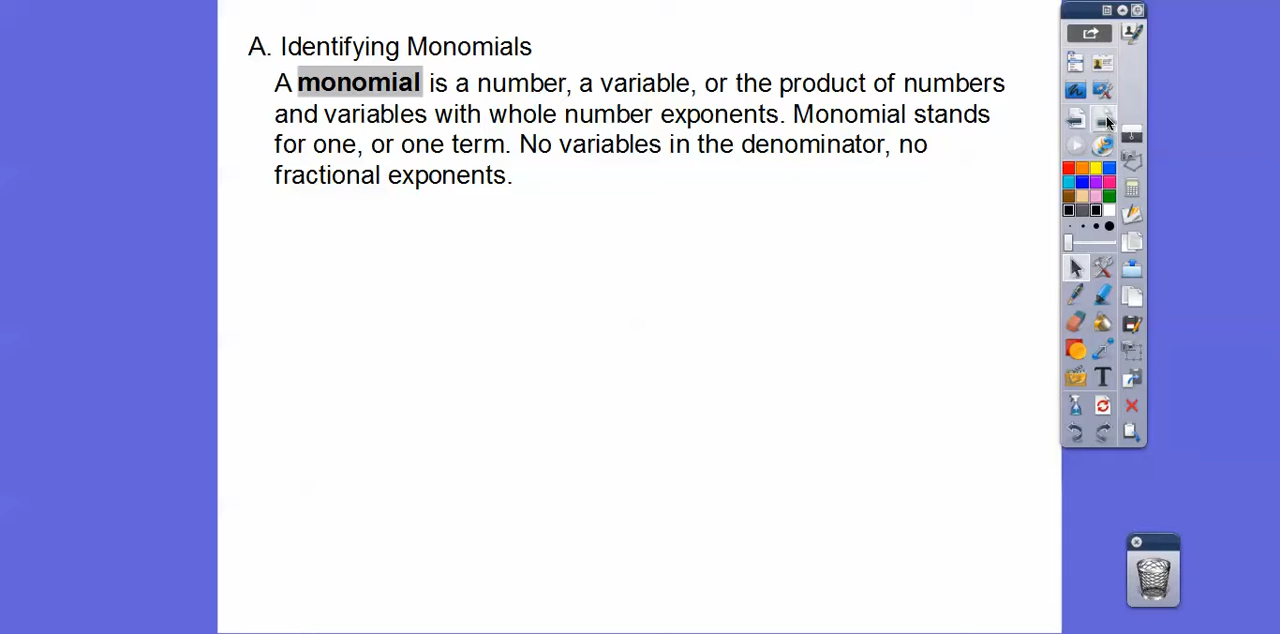 A. Identifying Monomials
A monomial is a number, a variable, or the product of numbers
and variables with whole number exponents. Monomial stands
for one, or one term. No variables in the denominator, no
fractional exponents.